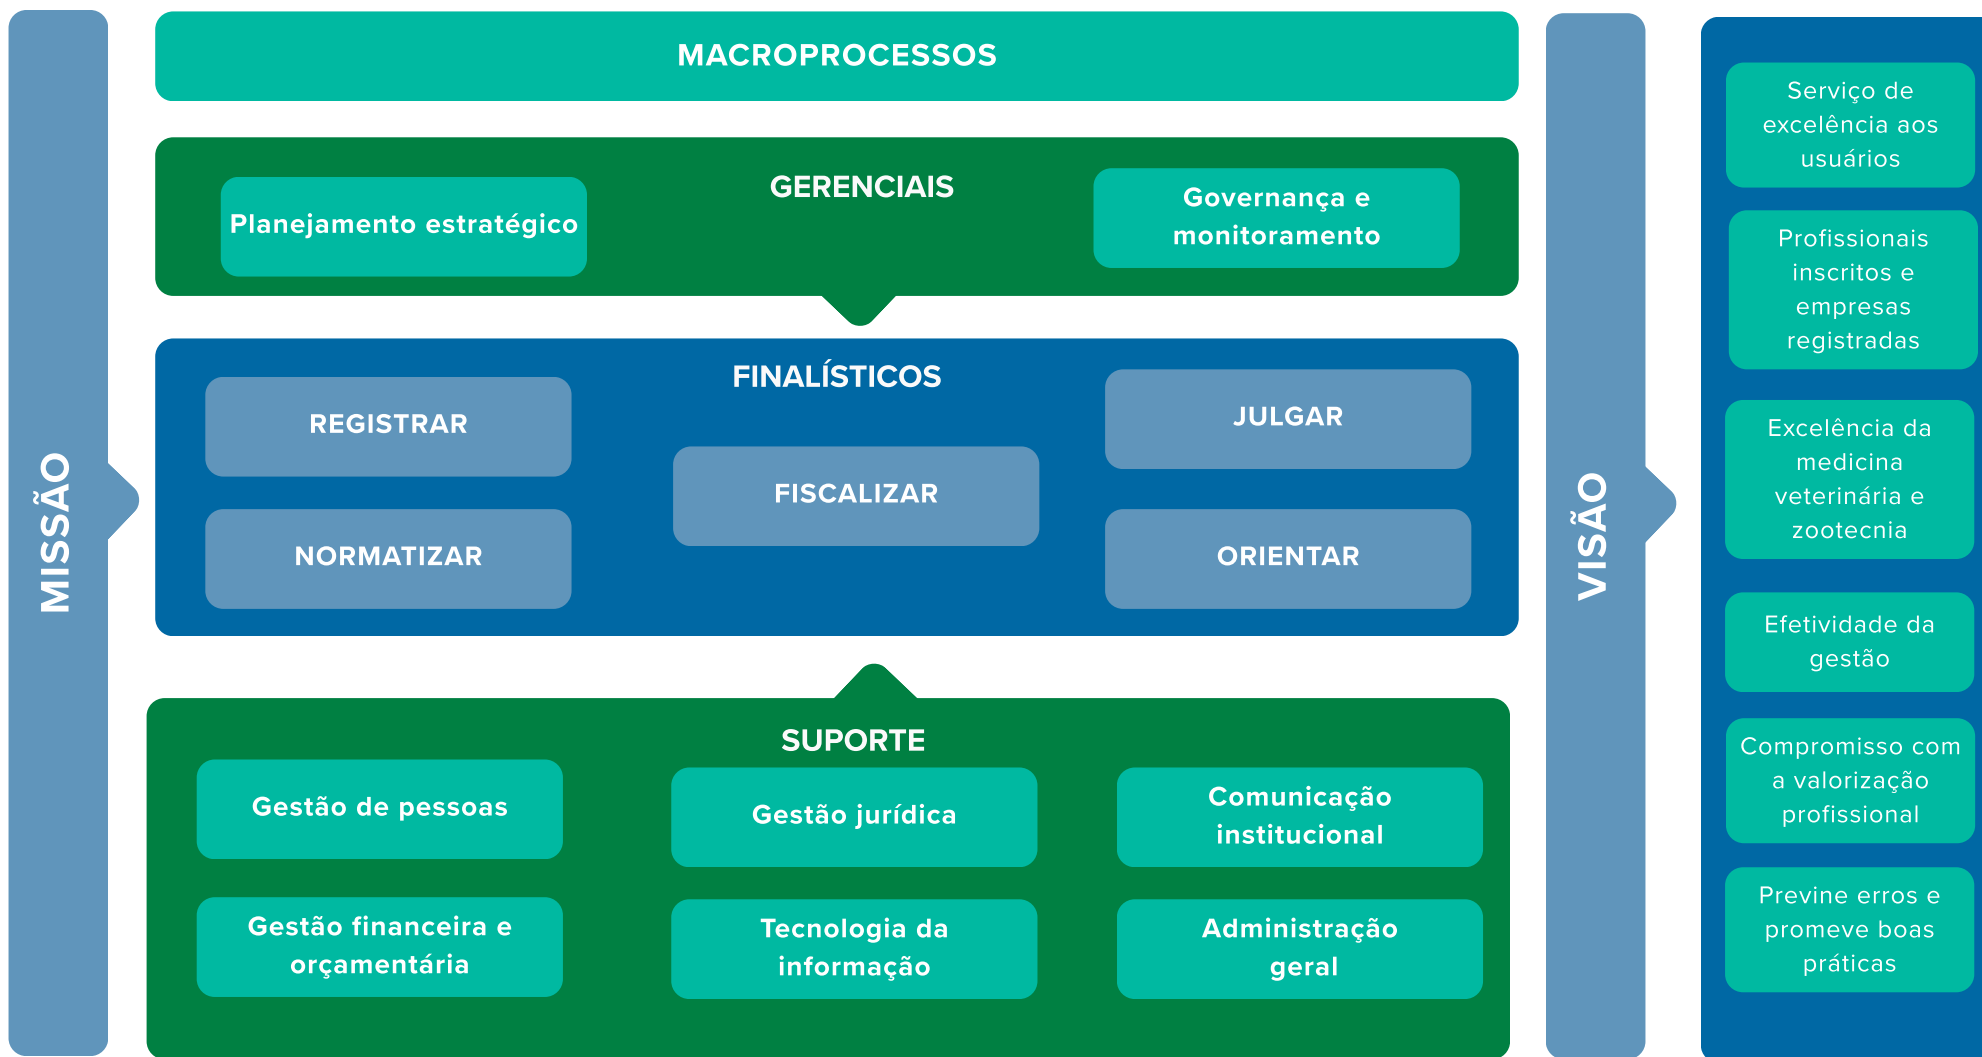 MISSÃO
MACROPROCESSOS
GERENCIAIS
Planejamento estratégico
Governança e
monitoramento
FINALÍSTICOS
REGISTRAR
JULGAR
FISCALIZAR
NORMATIZAR
ORIENTAR
SUPORTE
Gestão de pessoas
Gestão jurídica
Comunicação
institucional
Gestão financeira e
orçamentária
Tecnologia da
informação
Administração
geral
VISÃO
Serviço de
excelência aos
usuários
Profissionais
inscritos e
empresas
registradas
Excelência da
medicina
veterinária e
zootecnia
Efetividade da
gestão
Compromisso com
a valorização
profissional
Previne erros e
promeve boas
práticas